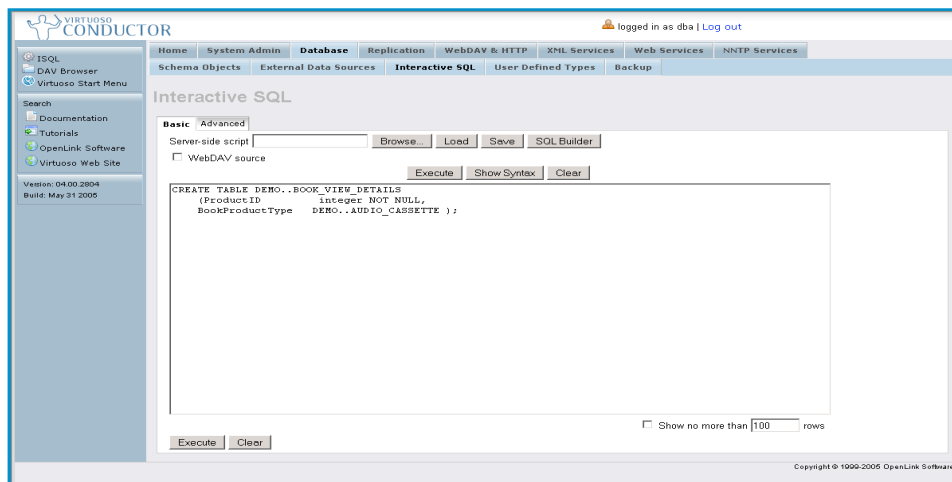 VIRTUOSO
CONDUCTOR
logged in as dba | Log out
ISQL
DAV Browser
Virtuoso Start Menu
Search
Documentation
Tutorials
OpenLink Software
Virtuoso Web Site
Version: 04.00.2804
Build: May 31 2005
Home System Admin Database Replication WebDAV & HTTP XML Services Web Services NNTP Services
Schema Objects External Data Sources Interactive SQL User Defined Types Backup
Interactive SQL
Basic Advanced
Server-side script Browse... Load Save SQL Builder
WebDAV source
Execute Show Syntax Clear
CREATE TABLE DEMO..BOOK_VIEW_DETAILS
(ProductID integer NOT NULL,
BookProductType DEMO..AUDIO_CASSETTE );
Show no more than 100 rows
Execute Clear
Copyright © 1999-2005 OpenLink Software